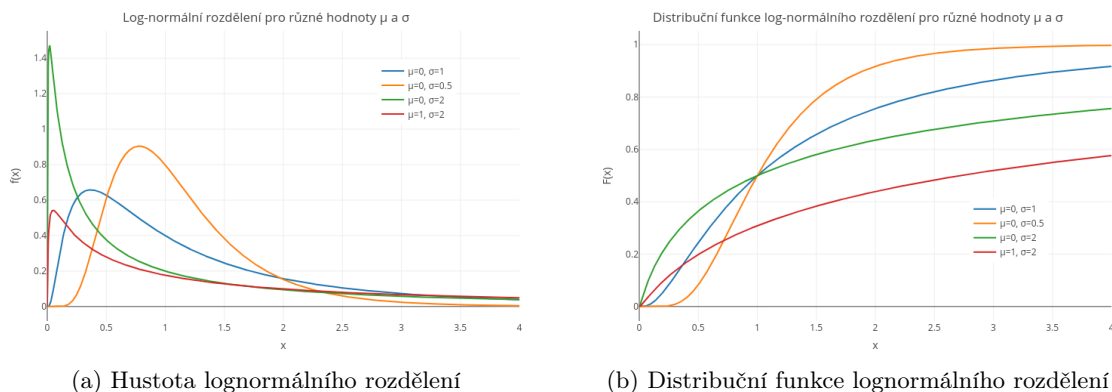 Log-normální rozdělení pro různé hodnoty μ a σ
1.4
1.2
1
0.8
0.6
0.4
0.2
0
f(x)
μ=0, σ=1
μ=0, σ=0.5
μ=0, σ=2
μ=1, σ=2
0 0.5 1 1.5 2 2.5 3 3.5 4
x
(a) Hustota lognormálního rozdělení
Distribuční funkce log-normálního rozdělení pro různé hodnoty μ a σ
1
0.8
0.6
0.4
0.2
0
F(x)
μ=0, σ=1
μ=0, σ=0.5
μ=0, σ=2
μ=1, σ=2
0 0.5 1 1.5 2 2.5 3 3.5 4
x
(b) Distribuční funkce lognormálního rozdělení